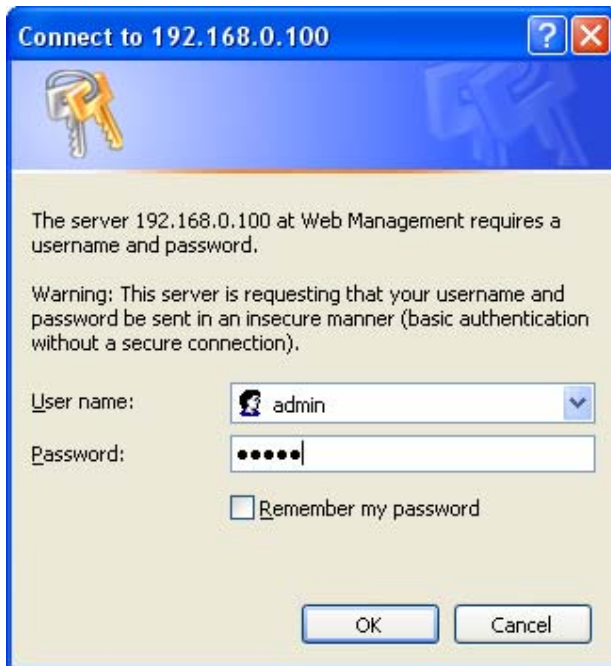 Connect to 192.168.0.100
The server 192.168.0.100 at Web Management requires a
username and password.
Warning: This server is requesting that your username and
password be sent in an insecure manner (basic authentication
without a secure connection).
User name:
admin
Password:
●●●●●
Remember my password
OK
Cancel